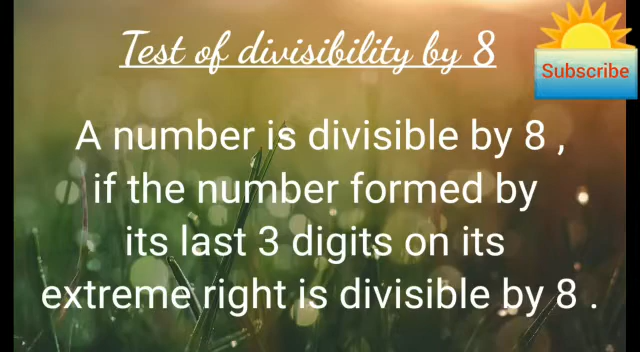 Test of divisibility by 8
Subscribe
A number is divisible by 8 ,
if the number formed by
its last 3 digits on its
extreme right is divisible by 8 .